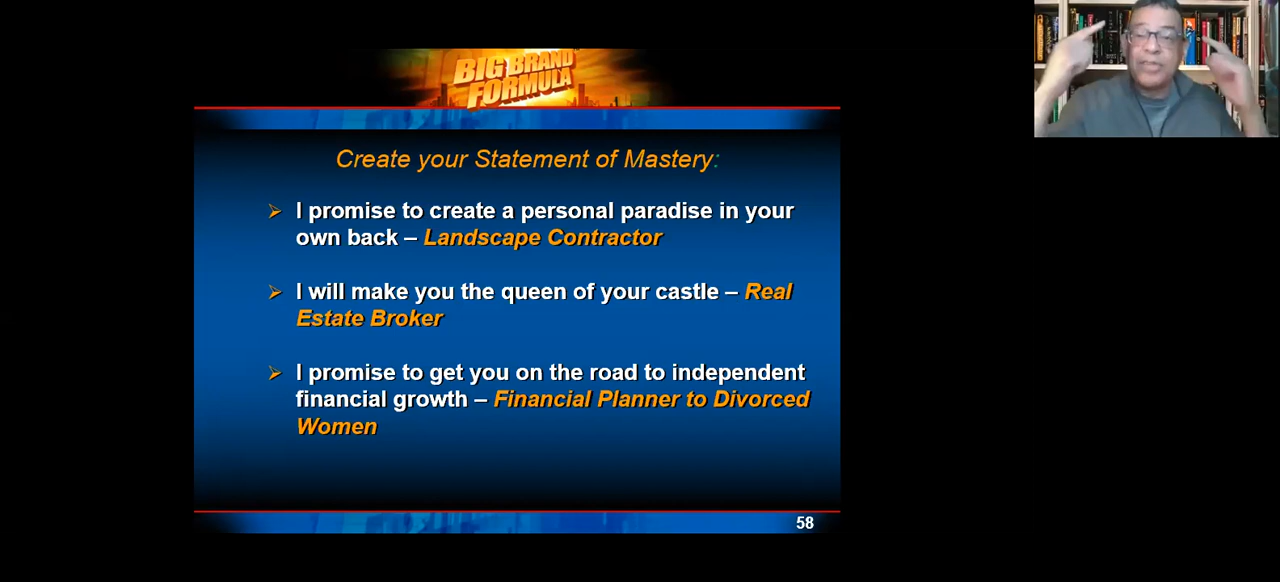 BIG BRAND
FORMULA
Create your Statement of Mastery:
I promise to create a personal paradise in your
own back – Landscape Contractor
I will make you the queen of your castle – Real
Estate Broker
I promise to get you on the road to independent
financial growth – Financial Planner to Divorced
Women
58